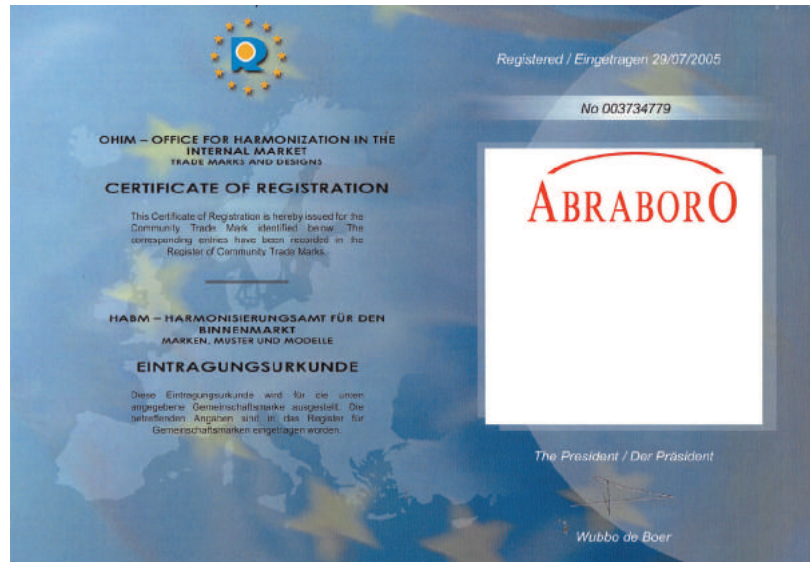 OHIM – OFFICE FOR HARMONIZATION IN THE
INTERNAL MARKET
TRADE MARKS AND DESIGNS
CERTIFICATE OF REGISTRATION
This Certificate of Registration is hereby issued for the
Community Trade Mark identified below. The
corresponding entries have been recorded in the
Register of Community Trade Marks.
HABM – HARMONISIERUNGSAMT FÜR DEN
BINNENMARKT
MARKEN, MUSTER UND MODELLE
EINTRAGUNGSURKUNDE
Diese Eintragungsurkunde wird für die unten
angegebene Gemeinschaftsmarke ausgestellt. Die
betreffenden Angaben sind in das Register für
Gemeinschaftsmarken eingetragen worden.
Registered / Eingetragen 29/07/2005
No 003734779
ABRABORO
The President / Der Präsident
Wubbo de Boer